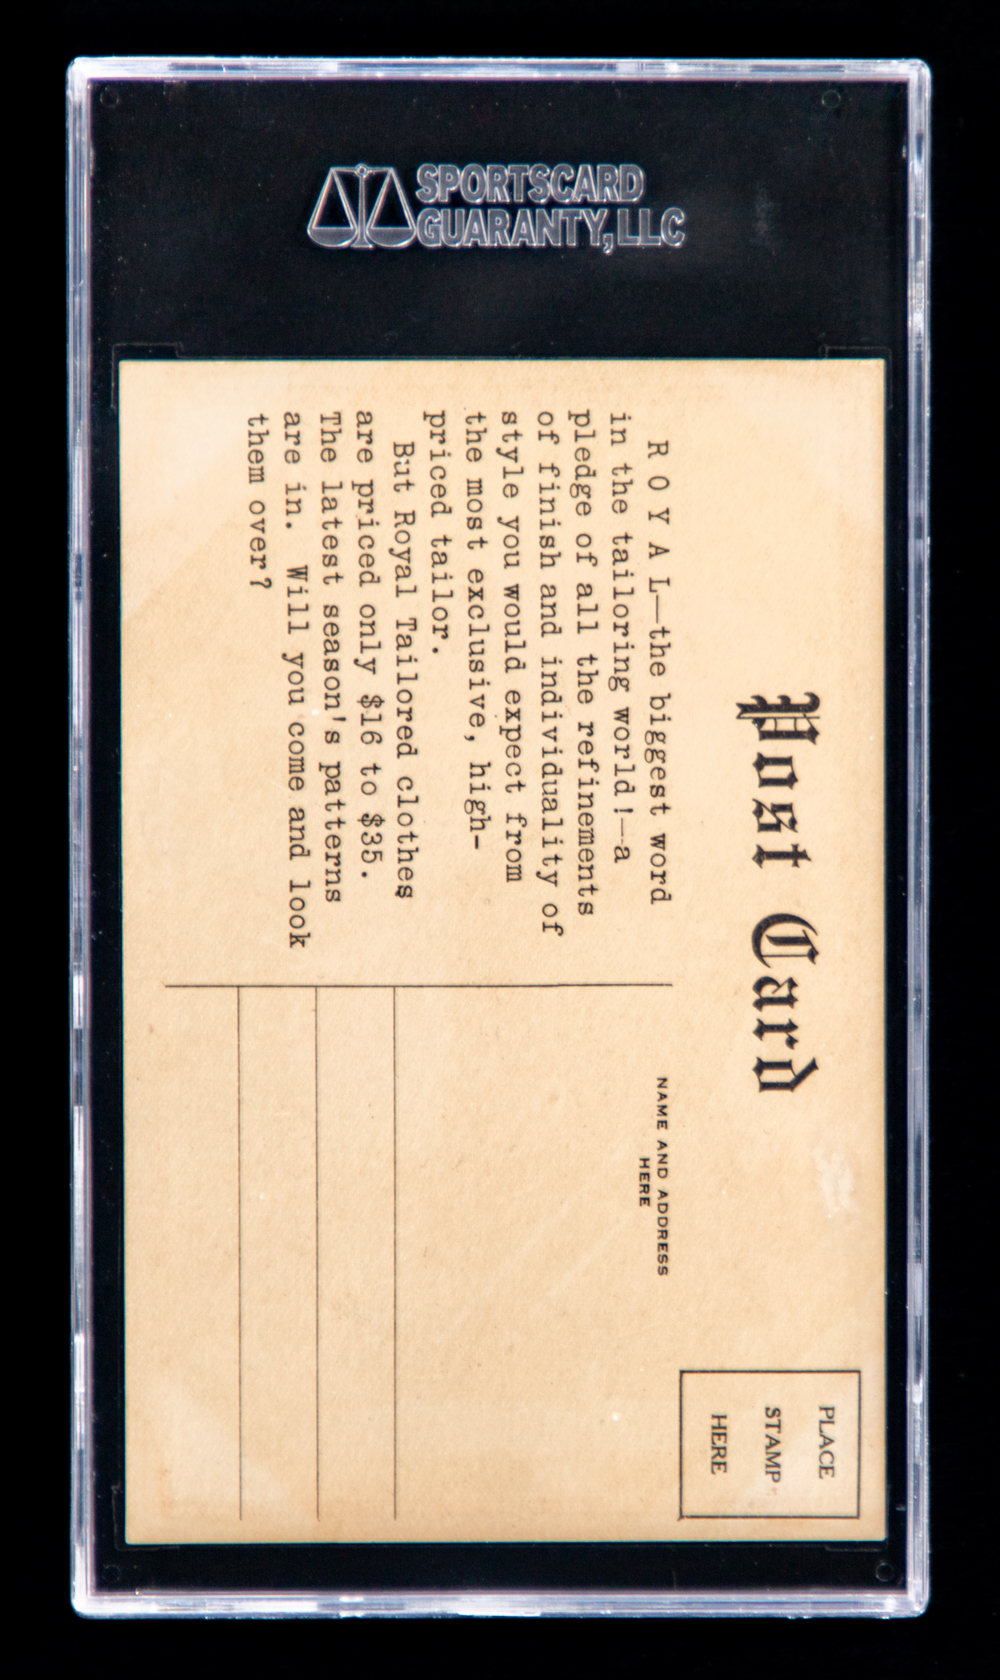 SPORTSCARD
GUARANTY, LLC
Post Card
ROYAL—the biggest word
in the tailoring world!—a
pledge of all the refinements
of finish and individuality of
style you would expect from
the most exclusive, high-
priced tailor.
But Royal Tailored clothes
are priced only $16 to $35.
The latest season's patterns
are in. Will you come and look
them over?
NAME AND ADDRESS
HERE
PLACE
STAMP
HERE